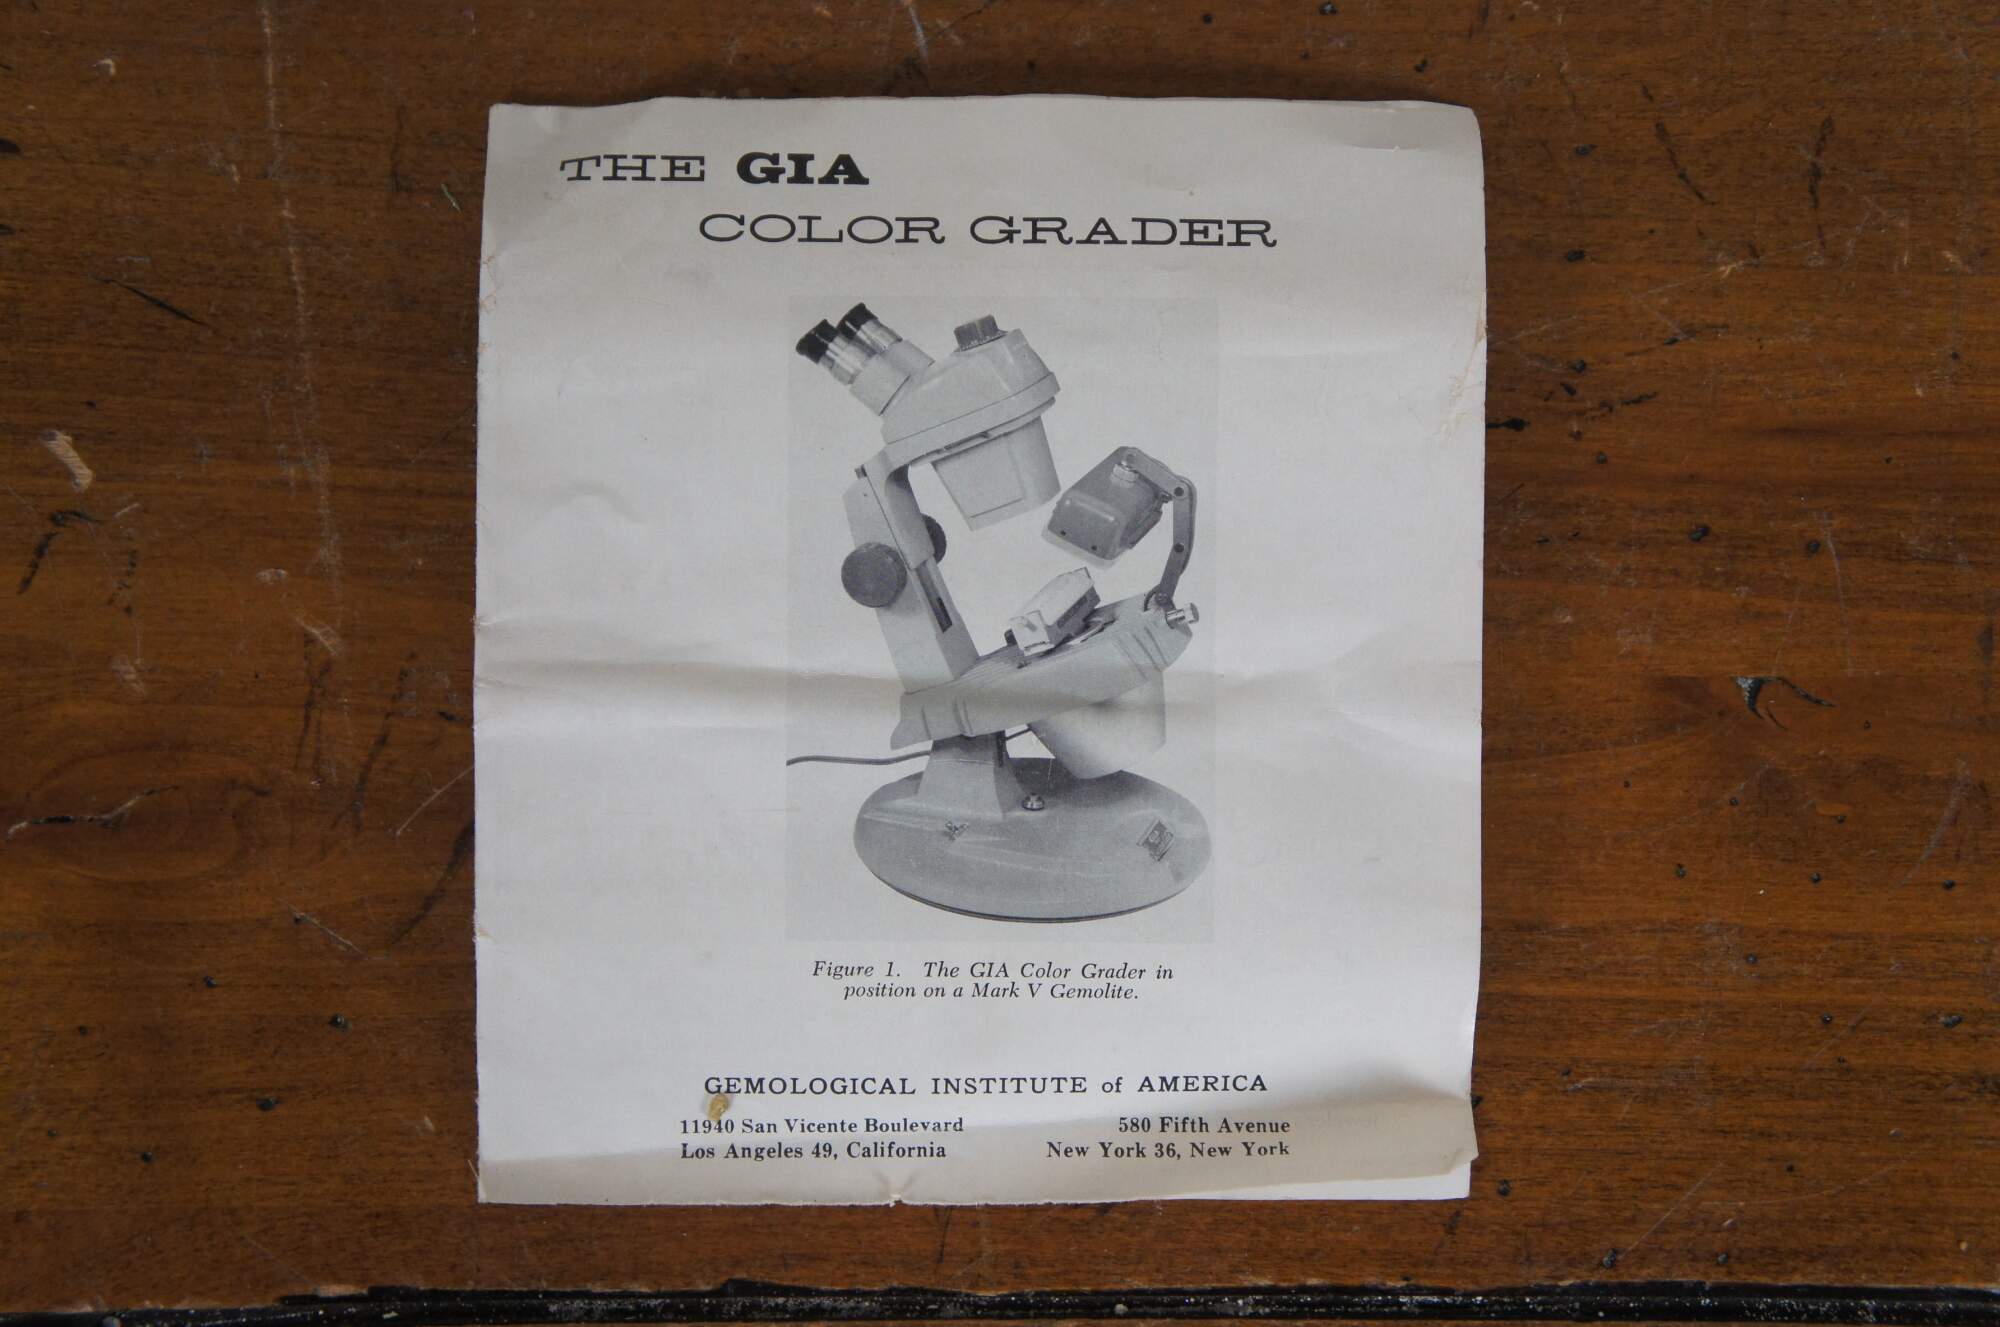 THE GIA
COLOR GRADER
Figure 1. The GIA Color Grader in
position on a Mark V Gemolite.
GEMOLOGICAL INSTITUTE of AMERICA
11940 San Vicente Boulevard
Los Angeles 49, California
580 Fifth Avenue
New York 36, New York